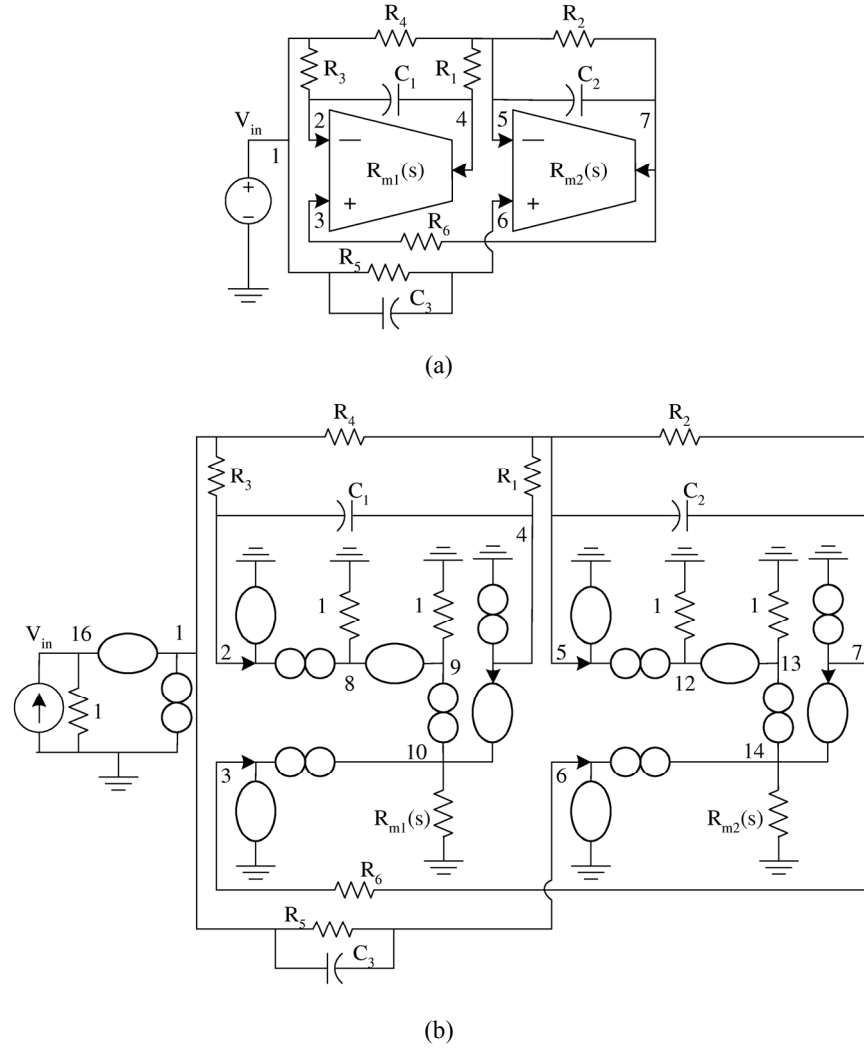 R4 R2
R3 C1 R1 C2
Vin 2 4 5 7
1 − −
+ Rm1(s) Rm2(s)
− + +
3 R6 6
R5
C3
(a)
R4 R2
R3 R1
C1 C2
4
1 1 1 1
Vin 16 1 2 5 7
8 9 12 13
1
10 14
3 6
Rm1(s) Rm2(s)
R6
R5
C3
(b)